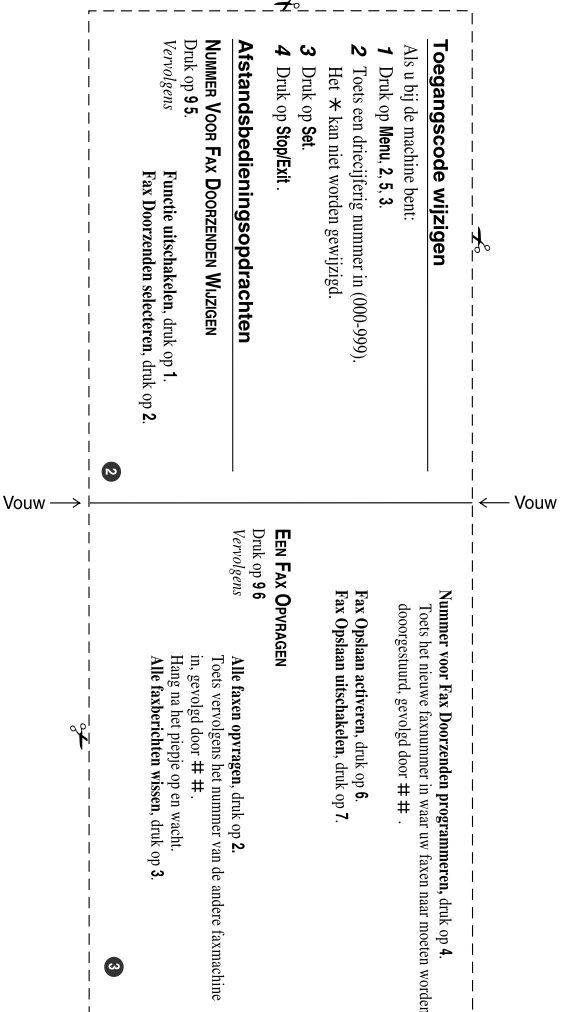 Toegangscode wijzigen
Als u bij de machine bent:
1 Druk op Menu, 2, 5, 3.
2 Toets een driecijferig nummer in (000-999).
Het * kan niet worden gewijzigd.
3 Druk op Set.
4 Druk op Stop/Exit .
Afstandsbedieningsopdrachten
NUMMER VOOR FAX DOORZENDEN WIJZIGEN
Druk op 9 5.
Vervolgens
Functie uitschakelen, druk op 1.
Fax Doorzenden selecteren, druk op 2.
2
Vouw
Vouw
Nummer voor Fax Doorzenden programmeren, druk op 4.
Toets het nieuwe faxnummer in waar uw faxen naar moeten worden
dooorgestuurd, gevolgd door # # .
Fax Opslaan activeren, druk op 6.
Fax Opslaan uitschakelen, druk op 7.
EEN FAX OPVRAGEN
Druk op 9 6
Vervolgens
Alle faxen opvragen, druk op 2.
Toets vervolgens het nummer van de andere faxmachine
in, gevolgd door # # .
Hang na het piepje op en wacht.
Alle faxberichten wissen, druk op 3.
3